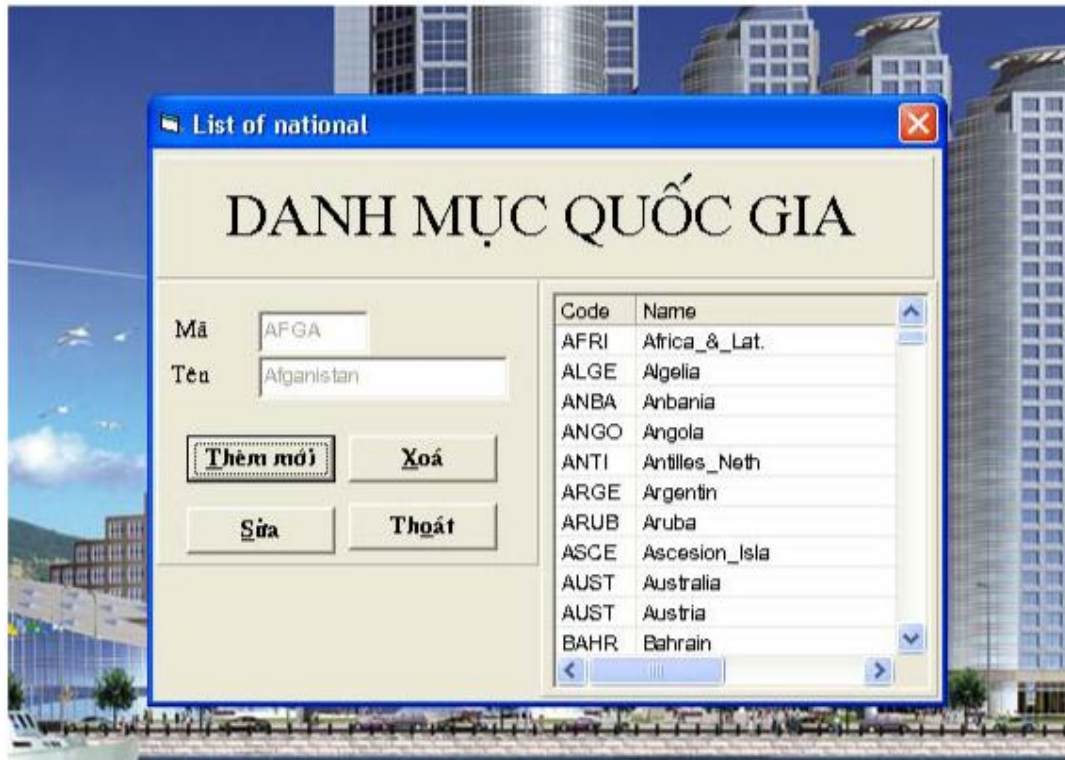 List of national
DANH MỤC QUỐC GIA
Mã AFGA
Tên Afganistan
Thêm mới Xoá
Sửa Thoát
Code Name
AFRI Africa_&_Lat.
ALGE Algelia
ANBA Anbania
ANGO Angola
ANTI Antilles_Neth
ARGE Argentin
ARUB Aruba
ASCE Ascesion_Isla
AUST Australia
AUST Austria
BAHR Bahrain